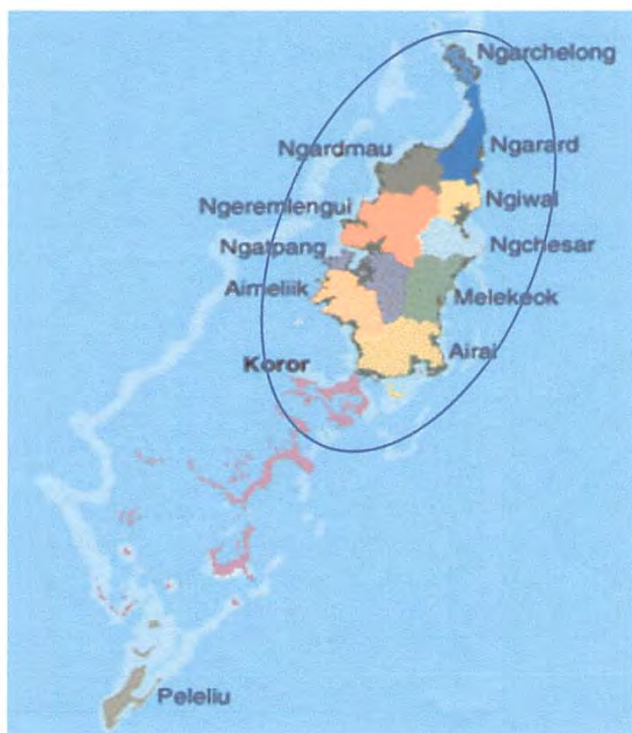 Ngarchelong
Ngardmau
Ngarard
Ngeremlengui
Ngiwal
Ngatpang
Ngchesar
Aimeliik
Melekeok
Koror
Airai
Peleliu